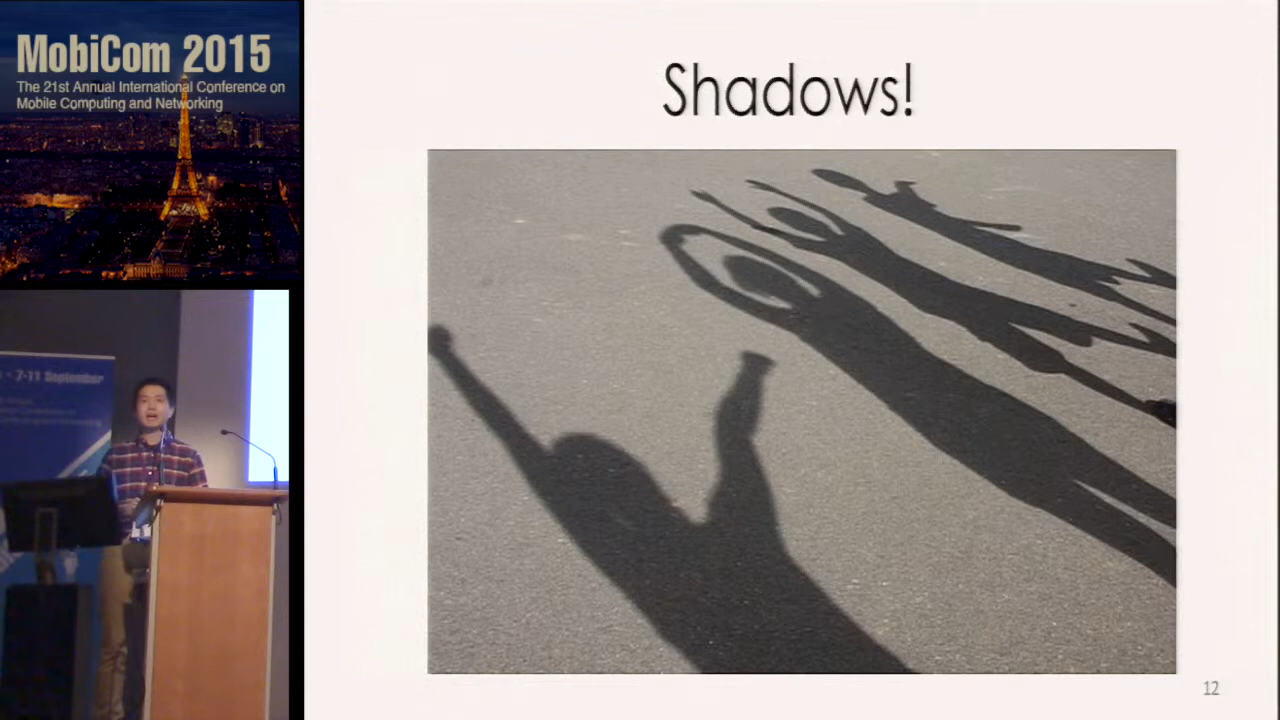 MobiCom 2015
The 21st Annual International Conference on
Mobile Computing and Networking
Shadows!
7-11 September
12